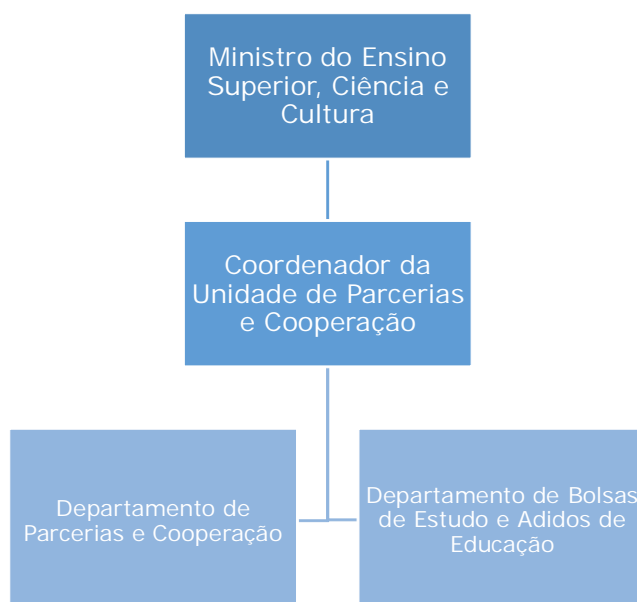 Ministro do Ensino
Superior, Ciência e
Cultura
Coordenador da
Unidade de Parcerias
e Cooperação
Departamento de
Parcerias e Cooperação
Departamento de Bolsas
de Estudo e Adidos de
Educação